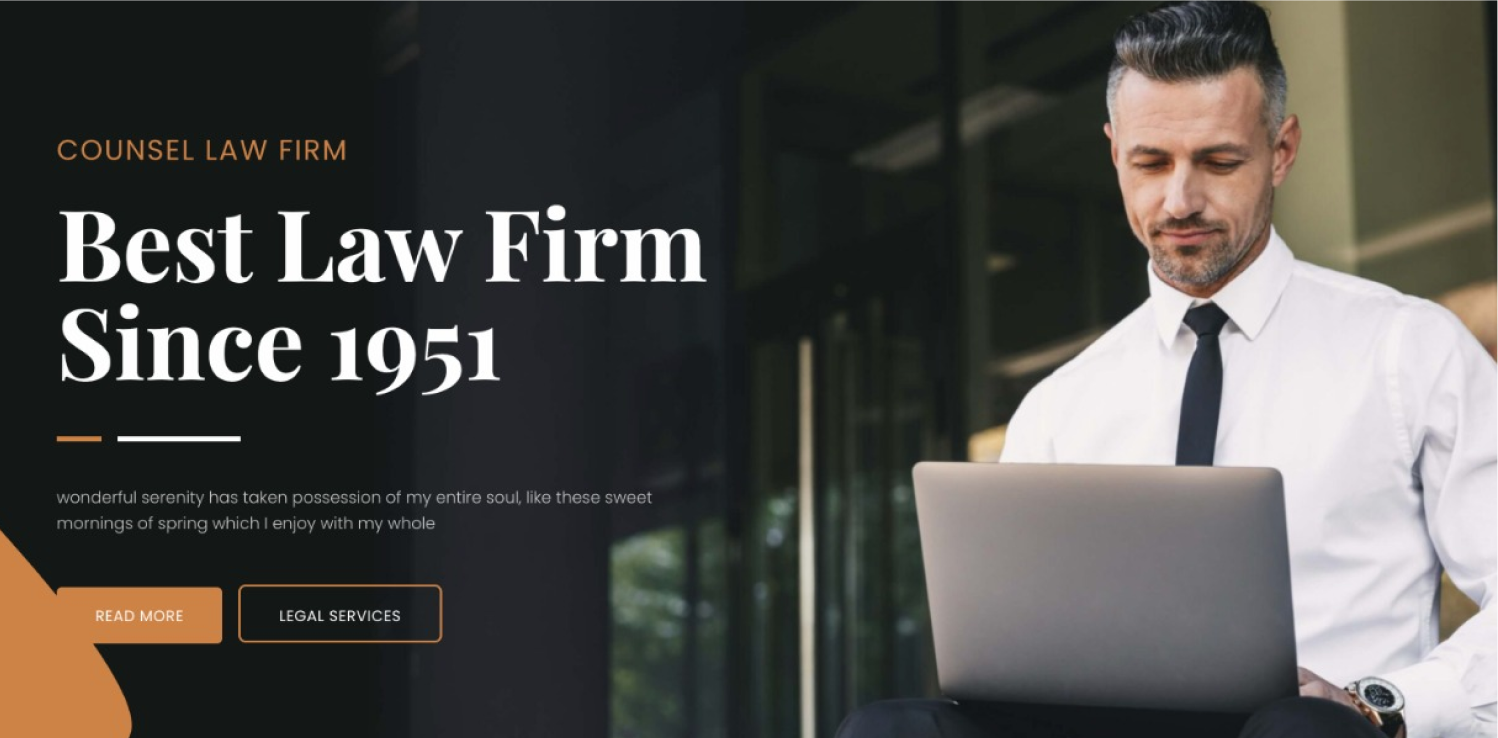 COUNSEL LAW FIRM
Best Law Firm
Since 1951
wonderful serenity has taken possession of my entire soul, like these sweet
mornings of spring which I enjoy with my whole
READ MORE
LEGAL SERVICES